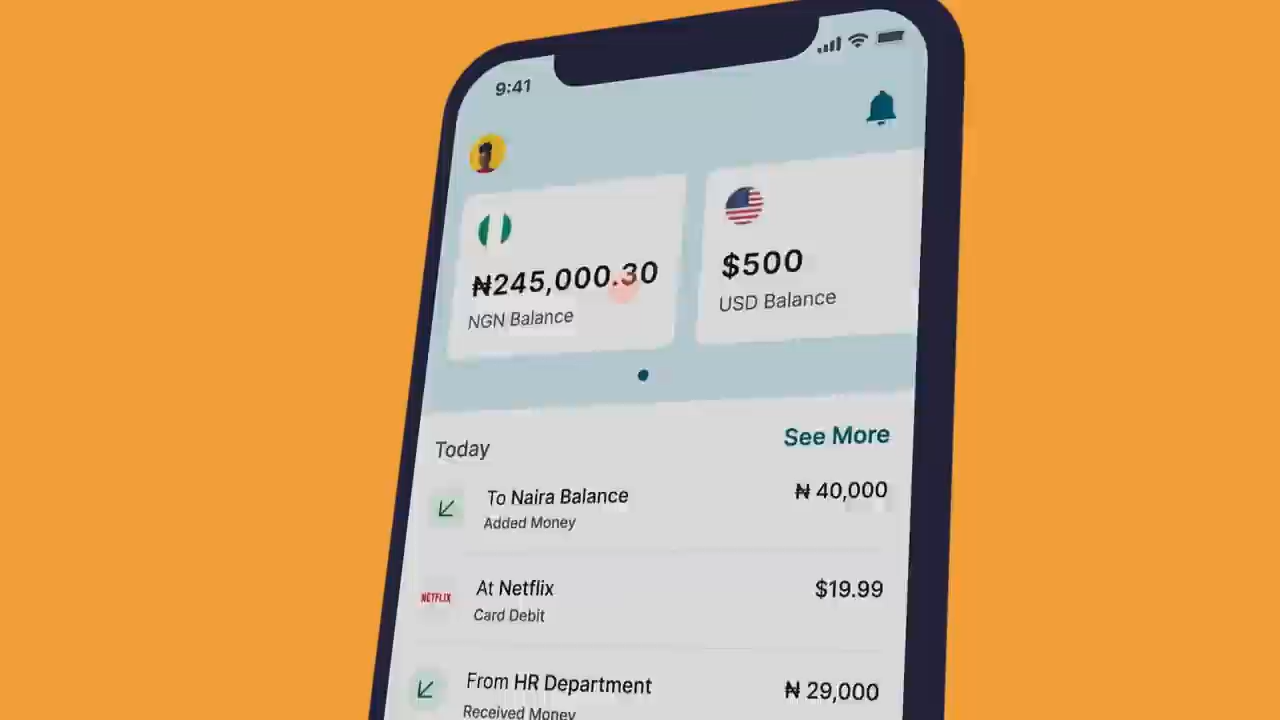 9:41
₦245,000.30
NGN Balance
$500
USD Balance
Today
See More
To Naira Balance
₦ 40,000
Added Money
NETFLIX
At Netflix
$19.99
Card Debit
From HR Department
₦ 29,000
Received Money